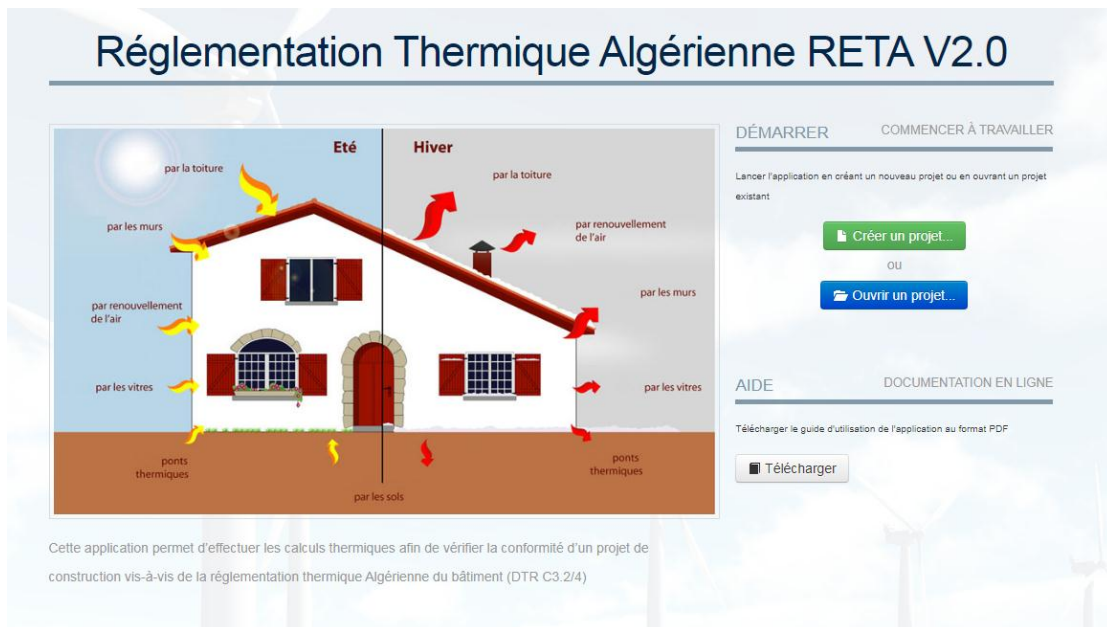 Réglementation Thermique Algérienne RETA V2.0
Eté
Hiver
par la toiture
par les murs
par renouvellement
de l'air
par les vitres
ponts
thermiques
par les sols
par la toiture
par renouvellement
de l'air
par les murs
par les vitres
ponts
thermiques
Cette application permet d'effectuer les calculs thermiques afin de vérifier la conformité d'un projet de
construction vis-à-vis de la réglementation thermique Algérienne du bâtiment (DTR C3.2/4)
DÉMARRER
COMMENCER À TRAVAILLER
Lancer l'application en créant un nouveau projet ou en ouvrant un projet
existant
Créer un projet...
ou
Ouvrir un projet...
AIDE
DOCUMENTATION EN LIGNE
Télécharger le guide d'utilisation de l'application au format PDF
Télécharger